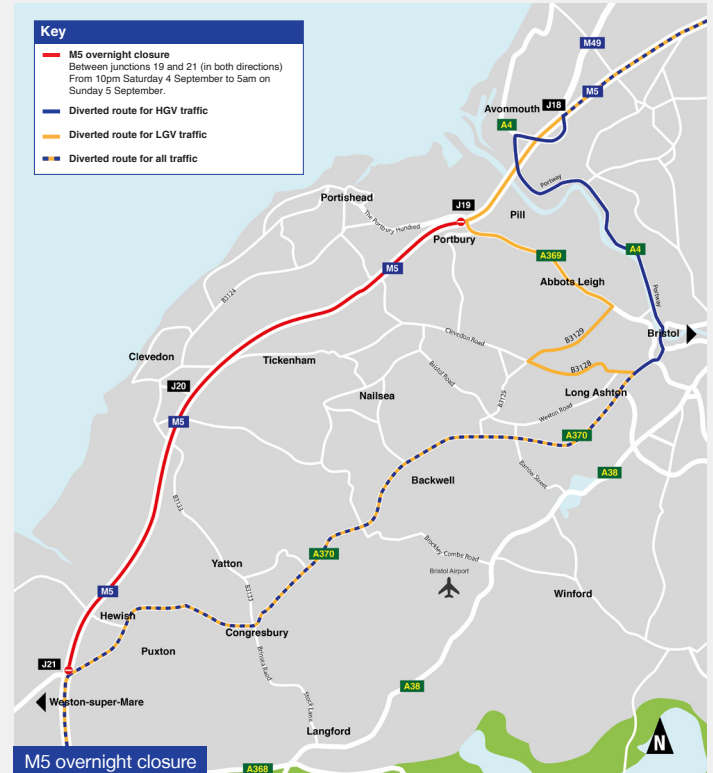 Key
M5 overnight closure
Between junctions 19 and 21 (in both directions)
From 10pm Saturday 4 September to 5am on
Sunday 5 September.
Diverted route for HGV traffic
Diverted route for LGV traffic
Diverted route for all traffic
M49
M5
J18
Avonmouth
A4
Portway
Portishead
J19
The Portbury Hundred
Pill
Portbury
A369
A4
M5
Abbots Leigh
Portway
B3124
B3129
Bristol
Clevedon Road
Clevedon
Tickenham
Bristol Road
B3128
J20
Nailsea
B3129
Long Ashton
Weston Road
M5
A370
Barrow Street
A38
Backwell
B3133
A370
Brockley Combe Road
Yatton
Bristol Airport
M5
B3133
Winford
Hewish
Congresbury
Puxton
Brinsea Road
J21
A38
Weston-super-Mare
Stock Lane
Langford
N
M5 overnight closure
A368